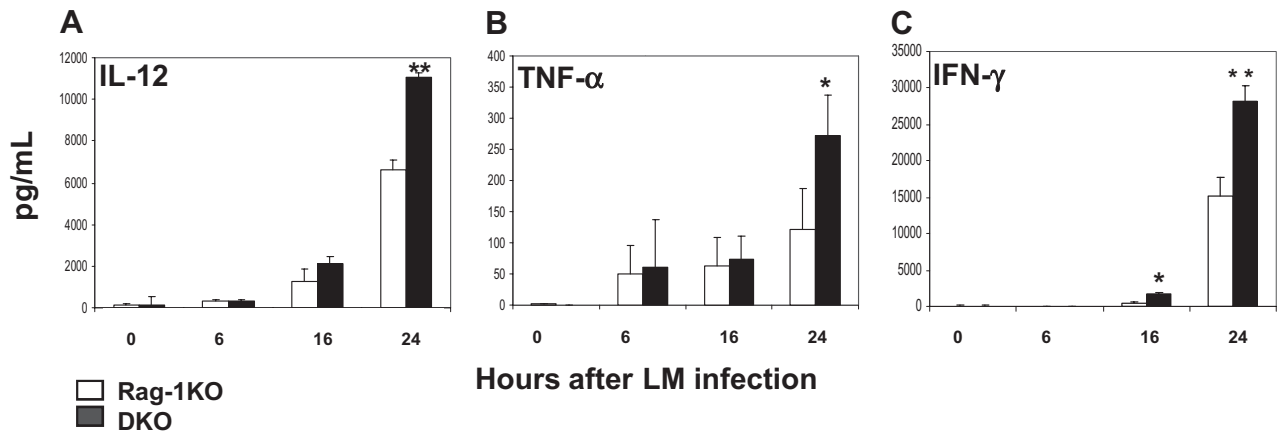 A
B
C
IL-12
TNF-α
IFN-γ
pg/mL
12000
10000
8000
6000
4000
2000
0
**
0 6 16 24
400
350
300
250
200
150
100
50
0
*
0 6 16 24
35000
30000
25000
20000
15000
10000
5000
0
*
* *
0 6 16 24
Hours after LM infection
Rag-1KO
DKO